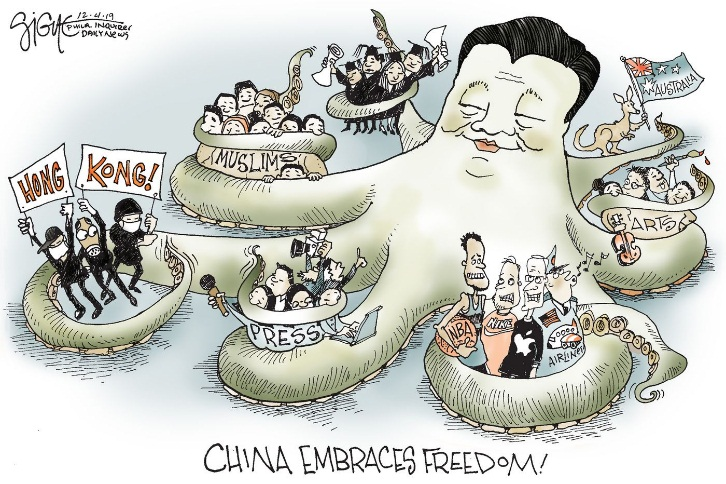 SIGNE
12-4-19
PHILA. INQUIRER
DAILY NEWS
MUSLIMS
AUSTRALIA
HONG
KONG!
ARTS
PRESS
NBA
AIRLINES
CHINA EMBRACES FREEDOM!